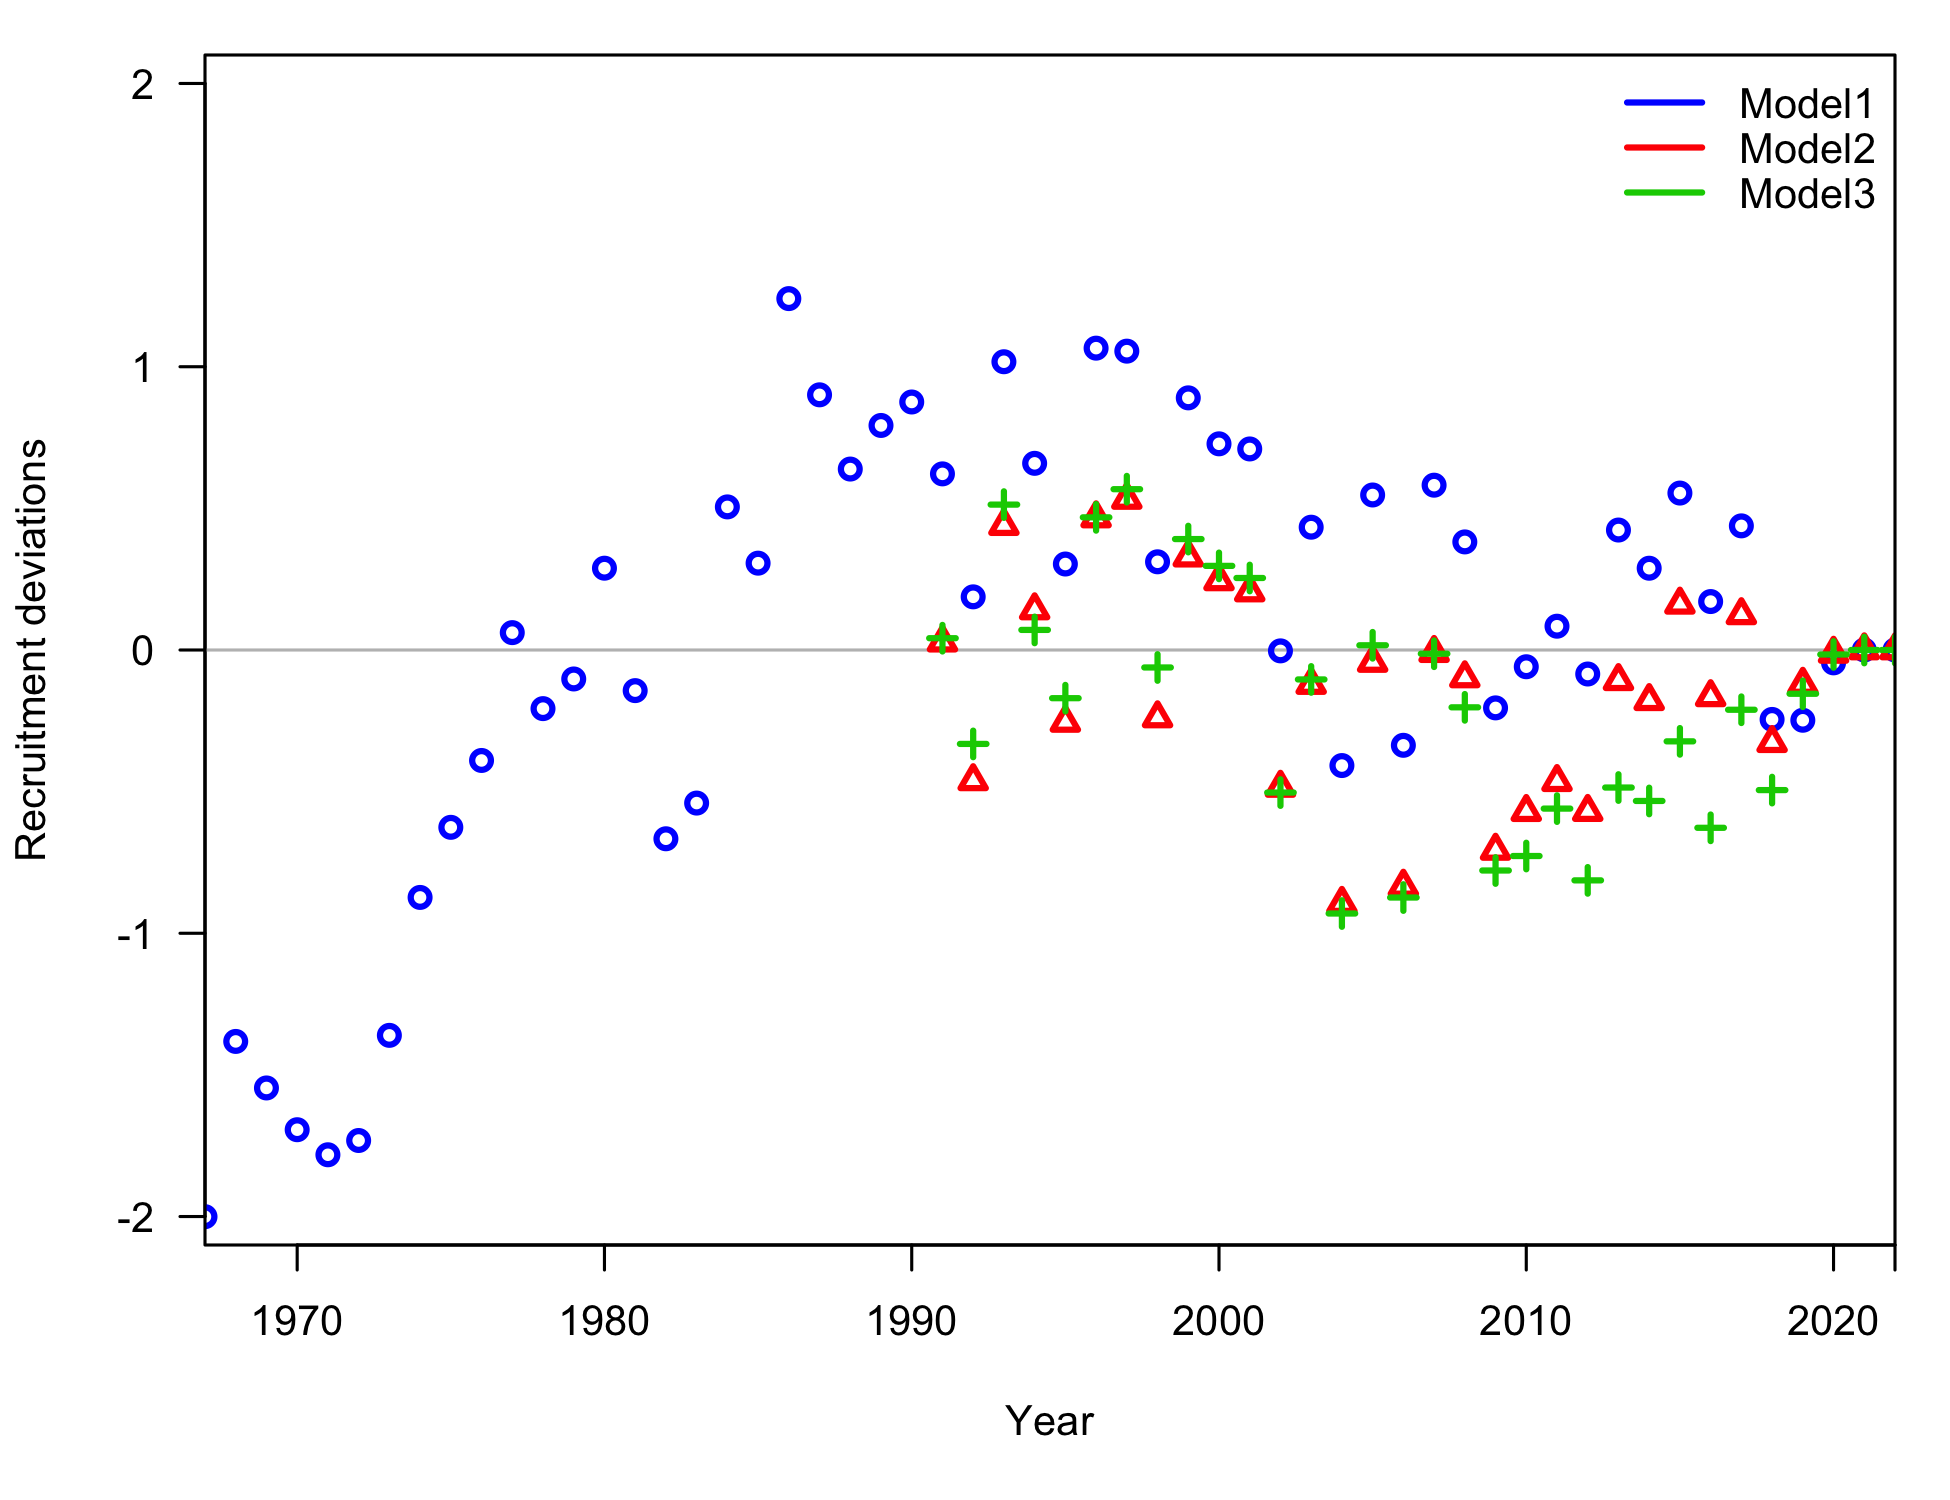 Model1
Model2
Model3
Recruitment deviations
2
1
0
-1
-2
1970 1980 1990 2000 2010 2020
Year